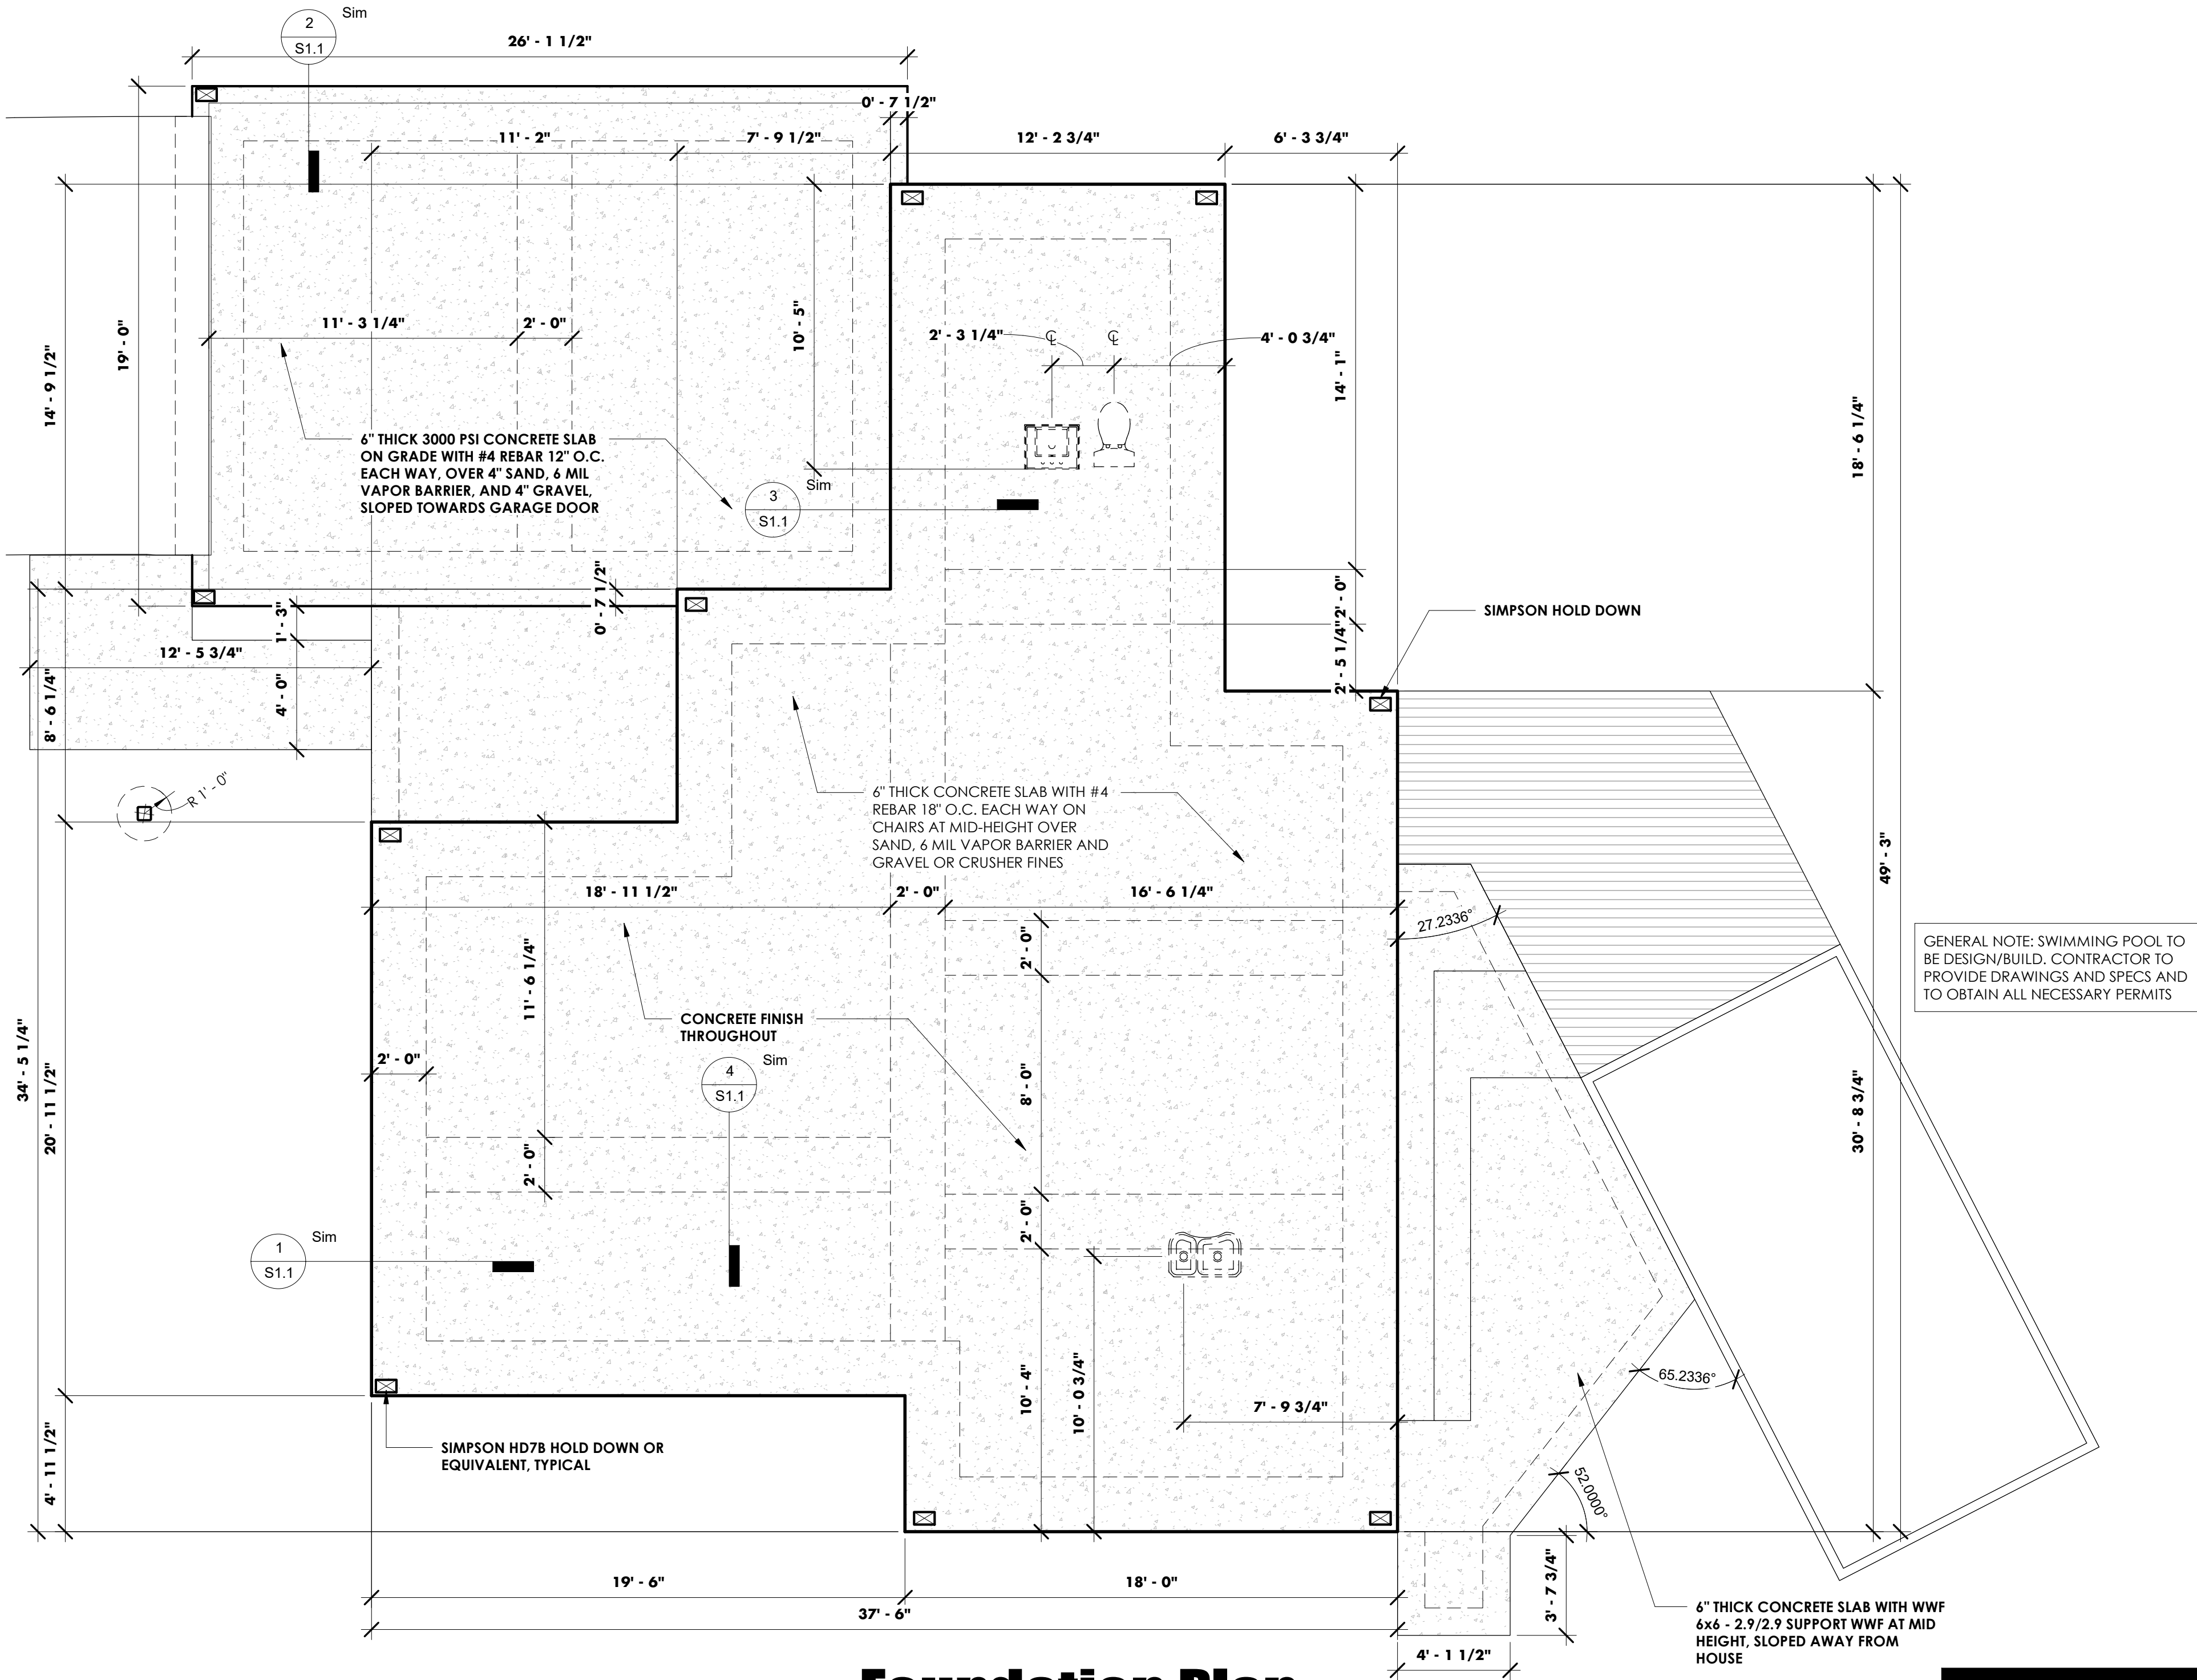 2
S1.1
Sim
26' - 1 1/2"
0' - 7 1/2"
11' - 2"
7' - 9 1/2"
12' - 2 3/4"
6' - 3 3/4"
19' - 0"
14' - 9 1/2"
11' - 3 1/4"
2' - 0"
10' - 5"
2' - 3 1/4"
℄
℄
4' - 0 3/4"
14' - 1"
18' - 6 1/4"
6" THICK 3000 PSI CONCRETE SLAB
ON GRADE WITH #4 REBAR 12" O.C.
EACH WAY, OVER 4" SAND, 6 MIL
VAPOR BARRIER, AND 4" GRAVEL,
SLOPED TOWARDS GARAGE DOOR
3
S1.1
Sim
0' - 7 1/2"
2' - 0"
2' - 5 1/4"
SIMPSON HOLD DOWN
1' - 3"
12' - 5 3/4"
4' - 0"
8' - 6 1/4"
R 1' - 0"
6" THICK CONCRETE SLAB WITH #4
REBAR 18" O.C. EACH WAY ON
CHAIRS AT MID-HEIGHT OVER
SAND, 6 MIL VAPOR BARRIER AND
GRAVEL OR CRUSHER FINES
49' - 3"
18' - 11 1/2"
2' - 0"
16' - 6 1/4"
27.2336°
GENERAL NOTE: SWIMMING POOL TO
BE DESIGN/BUILD. CONTRACTOR TO
PROVIDE DRAWINGS AND SPECS AND
TO OBTAIN ALL NECESSARY PERMITS
11' - 6 1/4"
2' - 0"
CONCRETE FINISH
THROUGHOUT
34' - 5 1/4"
20' - 11 1/2"
2' - 0"
4
S1.1
Sim
8' - 0"
30' - 8 3/4"
2' - 0"
2' - 0"
1
S1.1
Sim
10' - 4"
10' - 0 3/4"
7' - 9 3/4"
65.2336°
52.0000°
4' - 11 1/2"
SIMPSON HD7B HOLD DOWN OR
EQUIVALENT, TYPICAL
19' - 6"
18' - 0"
37' - 6"
3' - 7 3/4"
4' - 1 1/2"
6" THICK CONCRETE SLAB WITH WWF
6x6 - 2.9/2.9 SUPPORT WWF AT MID
HEIGHT, SLOPED AWAY FROM
HOUSE
Foundation Plan